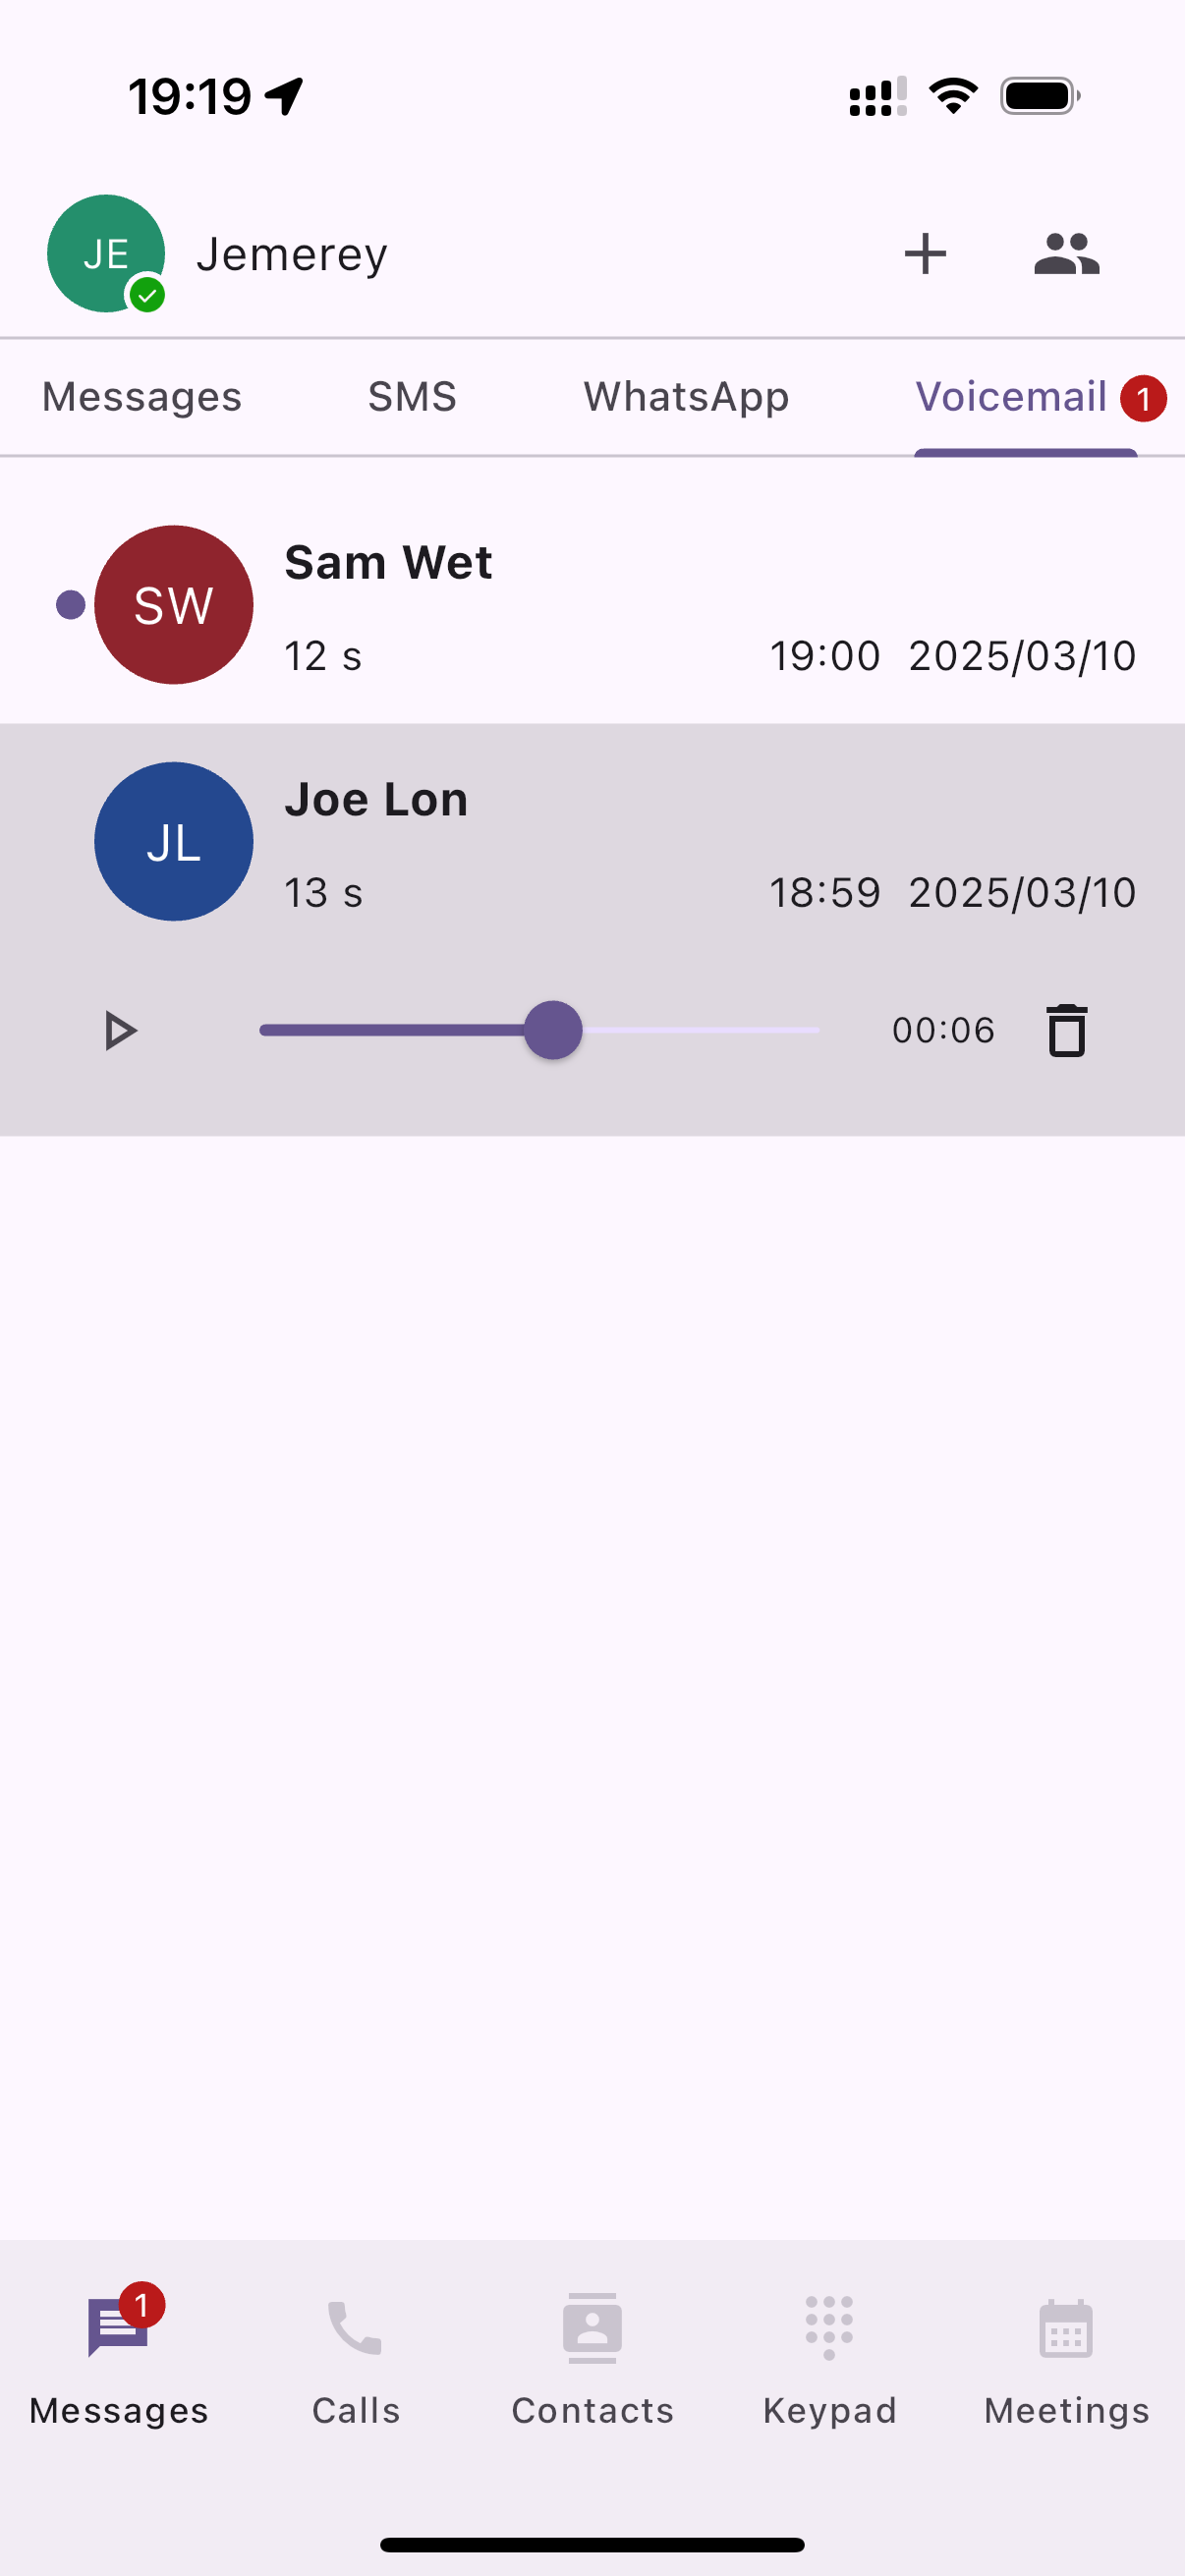 19:19
JE Jemerey
Messages SMS WhatsApp Voicemail 1
SW Sam Wet
12 s 19:00 2025/03/10
JL Joe Lon
13 s 18:59 2025/03/10
00:06
1
Messages Calls Contacts Keypad Meetings